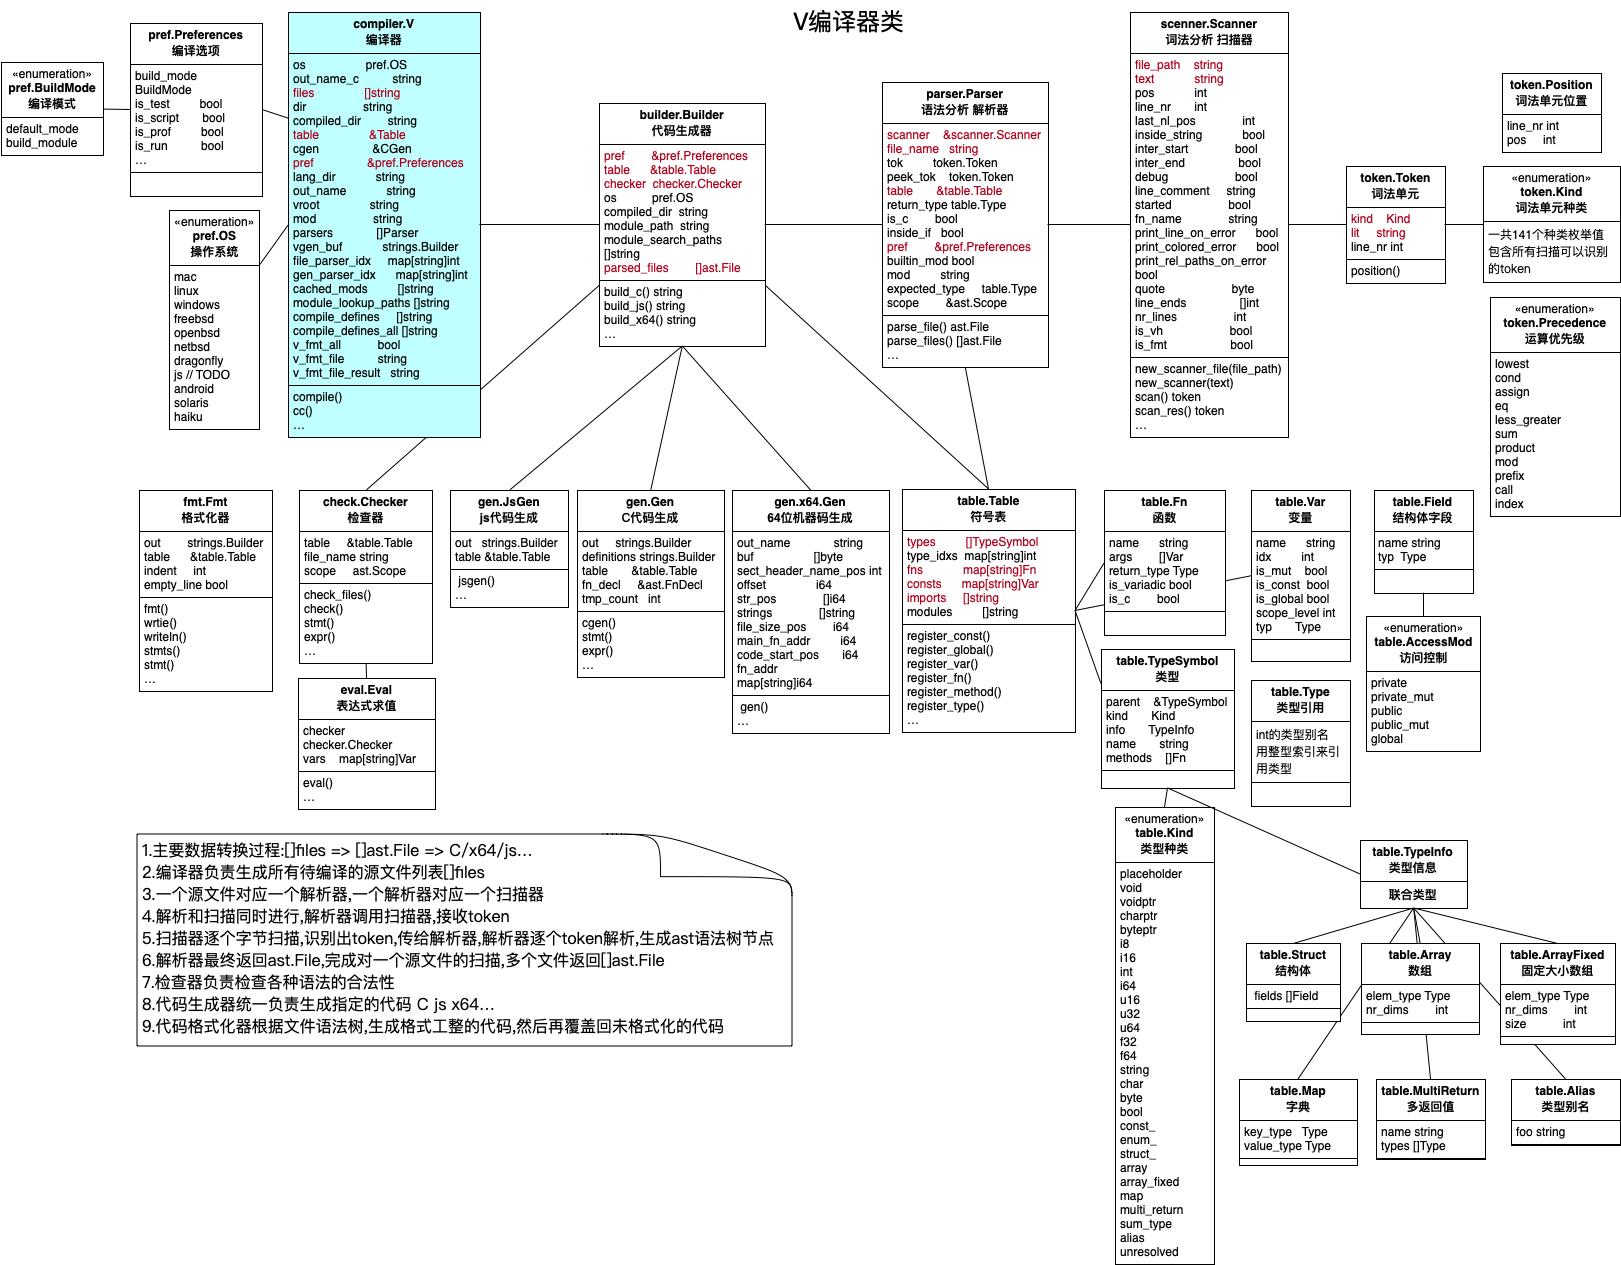 V编译器类
«enumeration»
pref.BuildMode
编译模式
default_mode
build_module
pref.Preferences
编译选项
build_mode
BuildMode
is_test bool
is_script bool
is_prof bool
is_run bool
...
«enumeration»
pref.OS
操作系统
mac
linux
windows
freebsd
openbsd
netbsd
dragonfly
js // TODO
android
solaris
haiku
compiler.V
编译器
os pref.OS
out_name_c string
files []string
dir string
compiled_dir string
table &Table
cgen &CGen
pref &pref.Preferences
lang_dir string
out_name string
vroot string
mod string
parsers []Parser
vgen_buf strings.Builder
file_parser_idx map[string]int
gen_parser_idx map[string]int
cached_mods []string
module_lookup_paths []string
compile_defines []string
compile_defines_all []string
v_fmt_all bool
v_fmt_file string
v_fmt_file_result string
compile()
cc()
...
builder.Builder
代码生成器
pref &pref.Preferences
table &table.Table
checker checker.Checker
os pref.OS
compiled_dir string
module_path string
module_search_paths
[]string
parsed_files []ast.File
build_c() string
build_js() string
build_x64() string
...
parser.Parser
语法分析 解析器
scanner &scanner.Scanner
file_name string
tok token.Token
peek_tok token.Token
table &table.Table
return_type table.Type
is_c bool
inside_if bool
pref &pref.Preferences
builtin_mod bool
mod string
expected_type table.Type
scope &ast.Scope
parse_file() ast.File
parse_files() []ast.File
...
scenner.Scanner
词法分析 扫描器
file_path string
text string
pos int
line_nr int
last_nl_pos int
inside_string bool
inter_start bool
inter_end bool
debug bool
line_comment string
started bool
fn_name string
print_line_on_error bool
print_colored_error bool
print_rel_paths_on_error
bool
quote byte
line_ends []int
nr_lines int
is_vh bool
is_fmt bool
new_scanner_file(file_path)
new_scanner(text)
scan() token
scan_res() token
...
token.Token
词法单元
kind Kind
lit string
line_nr int
position()
token.Position
词法单元位置
line_nr int
pos int
«enumeration»
token.Kind
词法单元种类
一共141个种类枚举值
包含所有扫描可以识别
的token
«enumeration»
token.Precedence
运算优先级
lowest
cond
assign
eq
less_greater
sum
product
mod
prefix
call
index
fmt.Fmt
格式化器
out strings.Builder
table &table.Table
indent int
empty_line bool
fmt()
wrtie()
writeln()
stmts()
stmt()
...
check.Checker
检查器
table &table.Table
file_name string
scope ast.Scope
check_files()
check()
stmt()
expr()
...
eval.Eval
表达式求值
checker
checker.Checker
vars map[string]Var
eval()
...
gen.JsGen
js代码生成
out strings.Builder
table &table.Table
jsgen()
...
gen.Gen
C代码生成
out strings.Builder
definitions strings.Builder
table &table.Table
fn_decl &ast.FnDecl
tmp_count int
cgen()
stmt()
expr()
...
gen.x64.Gen
64位机器码生成
out_name string
buf []byte
sect_header_name_pos int
offset i64
str_pos []i64
strings []string
file_size_pos i64
main_fn_addr i64
code_start_pos i64
fn_addr
map[string]i64
gen()
...
table.Table
符号表
types []TypeSymbol
type_idxs map[string]int
fns map[string]Fn
consts map[string]Var
imports []string
modules []string
register_const()
register_global()
register_var()
register_fn()
register_method()
register_type()
...
table.Fn
函数
name string
args []Var
return_type Type
is_variadic bool
is_c bool
table.Var
变量
name string
idx int
is_mut bool
is_const bool
is_global bool
scope_level int
typ Type
table.Field
结构体字段
name string
typ Type
«enumeration»
table.AccessMod
访问控制
private
private_mut
public
public_mut
global
table.TypeSymbol
类型
parent &TypeSymbol
kind Kind
info TypeInfo
name string
methods []Fn
table.Type
类型引用
int的类型别名
用整型索引来引
用类型
«enumeration»
table.Kind
类型种类
placeholder
void
voidptr
charptr
byteptr
i8
i16
int
i64
u16
u32
u64
f32
f64
string
char
byte
bool
const_
enum_
struct_
array
array_fixed
map
multi_return
sum_type
alias
unresolved
table.TypeInfo
类型信息
联合类型
table.Struct
结构体
fields []Field
table.Array
数组
elem_type Type
nr_dims int
table.ArrayFixed
固定大小数组
elem_type Type
nr_dims int
size int
table.Map
字典
key_type Type
value_type Type
table.MultiReturn
多返回值
name string
types []Type
table.Alias
类型别名
foo string
1.主要数据转换过程:[]files => []ast.File => C/x64/js...
2.编译器负责生成所有待编译的源文件列表[]files
3.一个源文件对应一个解析器,一个解析器对应一个扫描器
4.解析和扫描同时进行,解析器调用扫描器,接收token
5.扫描器逐个字节扫描,识别出token,传给解析器,解析器逐个token解析,生成ast语法树节点
6.解析器最终返回ast.File,完成对一个源文件的扫描,多个文件返回[]ast.File
7.检查器负责检查各种语法的合法性
8.代码生成器统一负责生成指定的代码 C js x64...
9.代码格式化器根据文件语法树,生成格式工整的代码,然后再覆盖回未格式化的代码